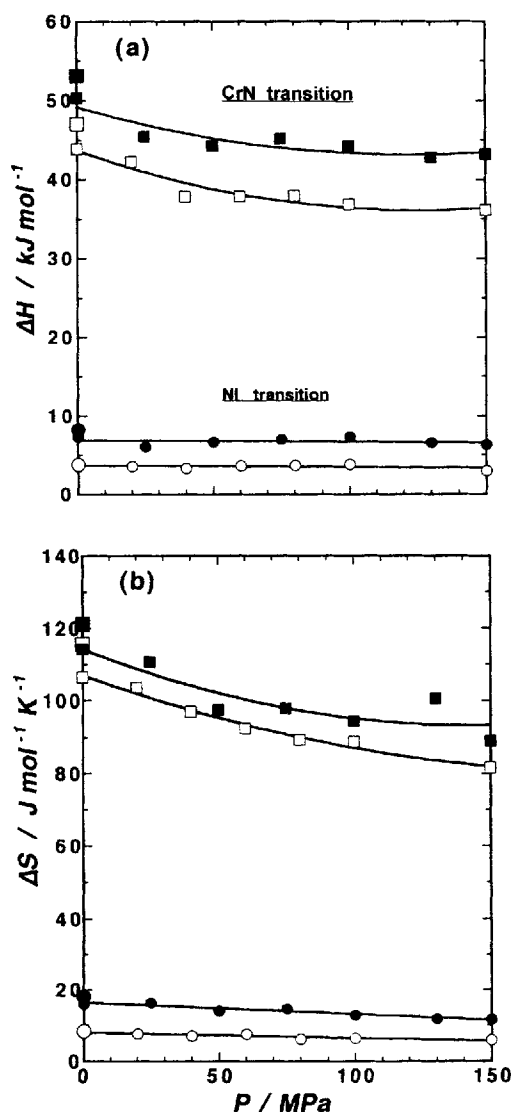 60
(a)
CrN transition
50
40
30
20
NI transition
10
0
ΔH / kJ mol⁻¹
140
(b)
120
100
80
60
40
20
0
ΔS / J mol⁻¹ K⁻¹
0 50 100 150
P / MPa